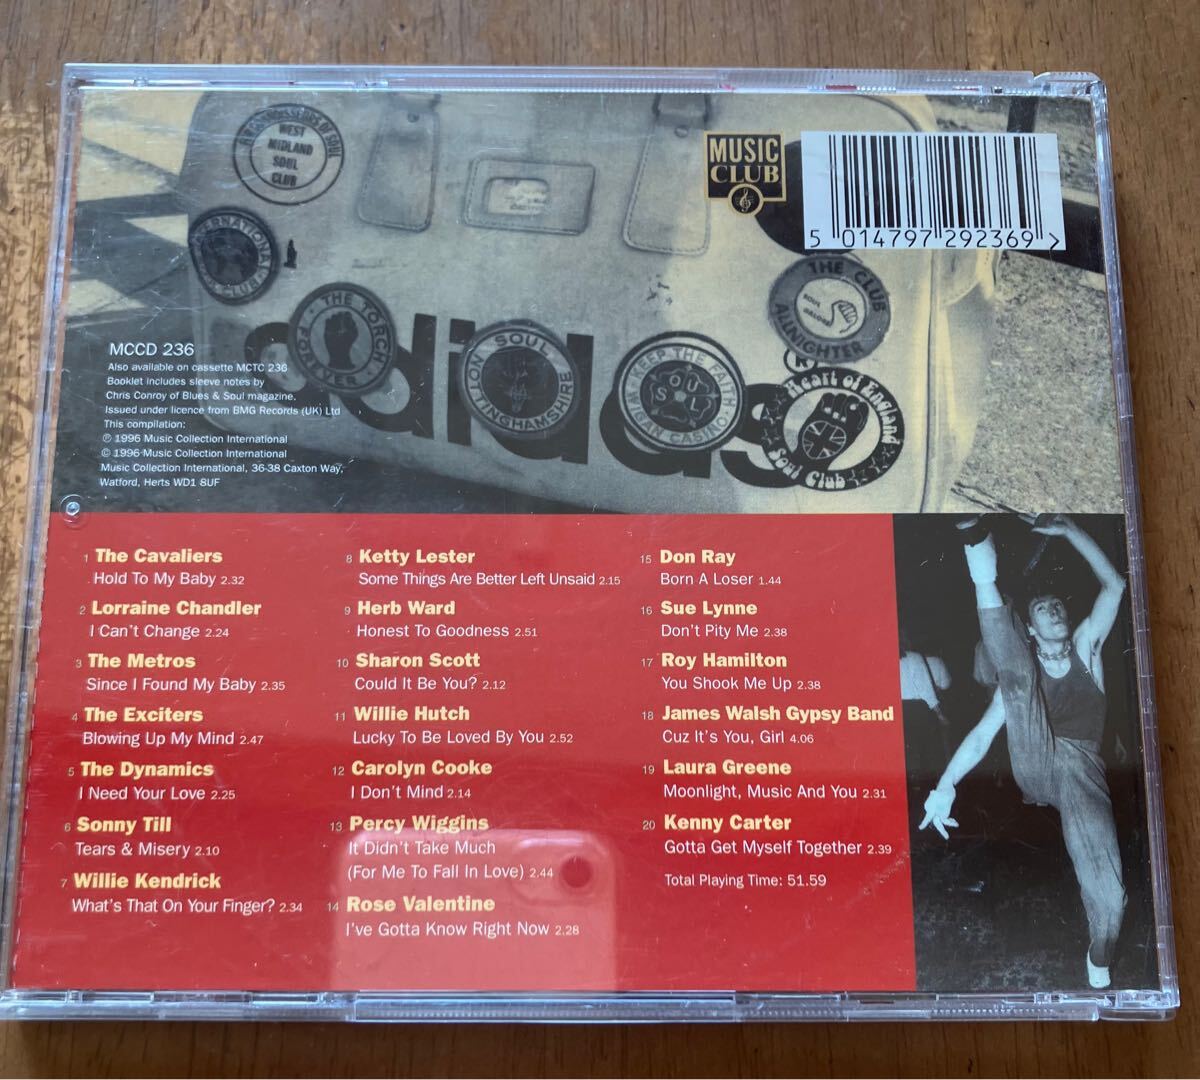 CONNOISSEURS OF SOUL
WEST
MIDLAND
SOUL
CLUB
MUSIC
CLUB
5 014797 292369 >
INTERNATIONAL
SOUL CLUB
THE TORCH
FOREVER
SOUL
NOTTINGHAMSHIRE
KEEP THE FAITH
SOUL
WIGAN CASINO
THE CLUB
SOUL
ALLNIGHTER
Heart of England
Soul Club
adidas
MCCD 236
Also available on cassette MCTC 236
Booklet includes sleeve notes by
Chris Conroy of Blues & Soul magazine.
Issued under licence from BMG Records (UK) Ltd
This compilation:
℗ 1996 Music Collection International
© 1996 Music Collection International
Music Collection International, 36-38 Caxton Way,
Watford, Herts WD1 8UF
1 The Cavaliers
Hold To My Baby 2.32
2 Lorraine Chandler
I Can't Change 2.24
3 The Metros
Since I Found My Baby 2.35
4 The Exciters
Blowing Up My Mind 2.47
5 The Dynamics
I Need Your Love 2.25
6 Sonny Till
Tears & Misery 2.10
7 Willie Kendrick
What's That On Your Finger? 2.34
8 Ketty Lester
Some Things Are Better Left Unsaid 2.15
9 Herb Ward
Honest To Goodness 2.51
10 Sharon Scott
Could It Be You? 2.12
11 Willie Hutch
Lucky To Be Loved By You 2.52
12 Carolyn Cooke
I Don't Mind 2.14
13 Percy Wiggins
It Didn't Take Much
(For Me To Fall In Love) 2.44
14 Rose Valentine
I've Gotta Know Right Now 2.28
15 Don Ray
Born A Loser 1.44
16 Sue Lynne
Don't Pity Me 2.38
17 Roy Hamilton
You Shook Me Up 2.38
18 James Walsh Gypsy Band
Cuz It's You, Girl 4.06
19 Laura Greene
Moonlight, Music And You 2.31
20 Kenny Carter
Gotta Get Myself Together 2.39
Total Playing Time: 51.59